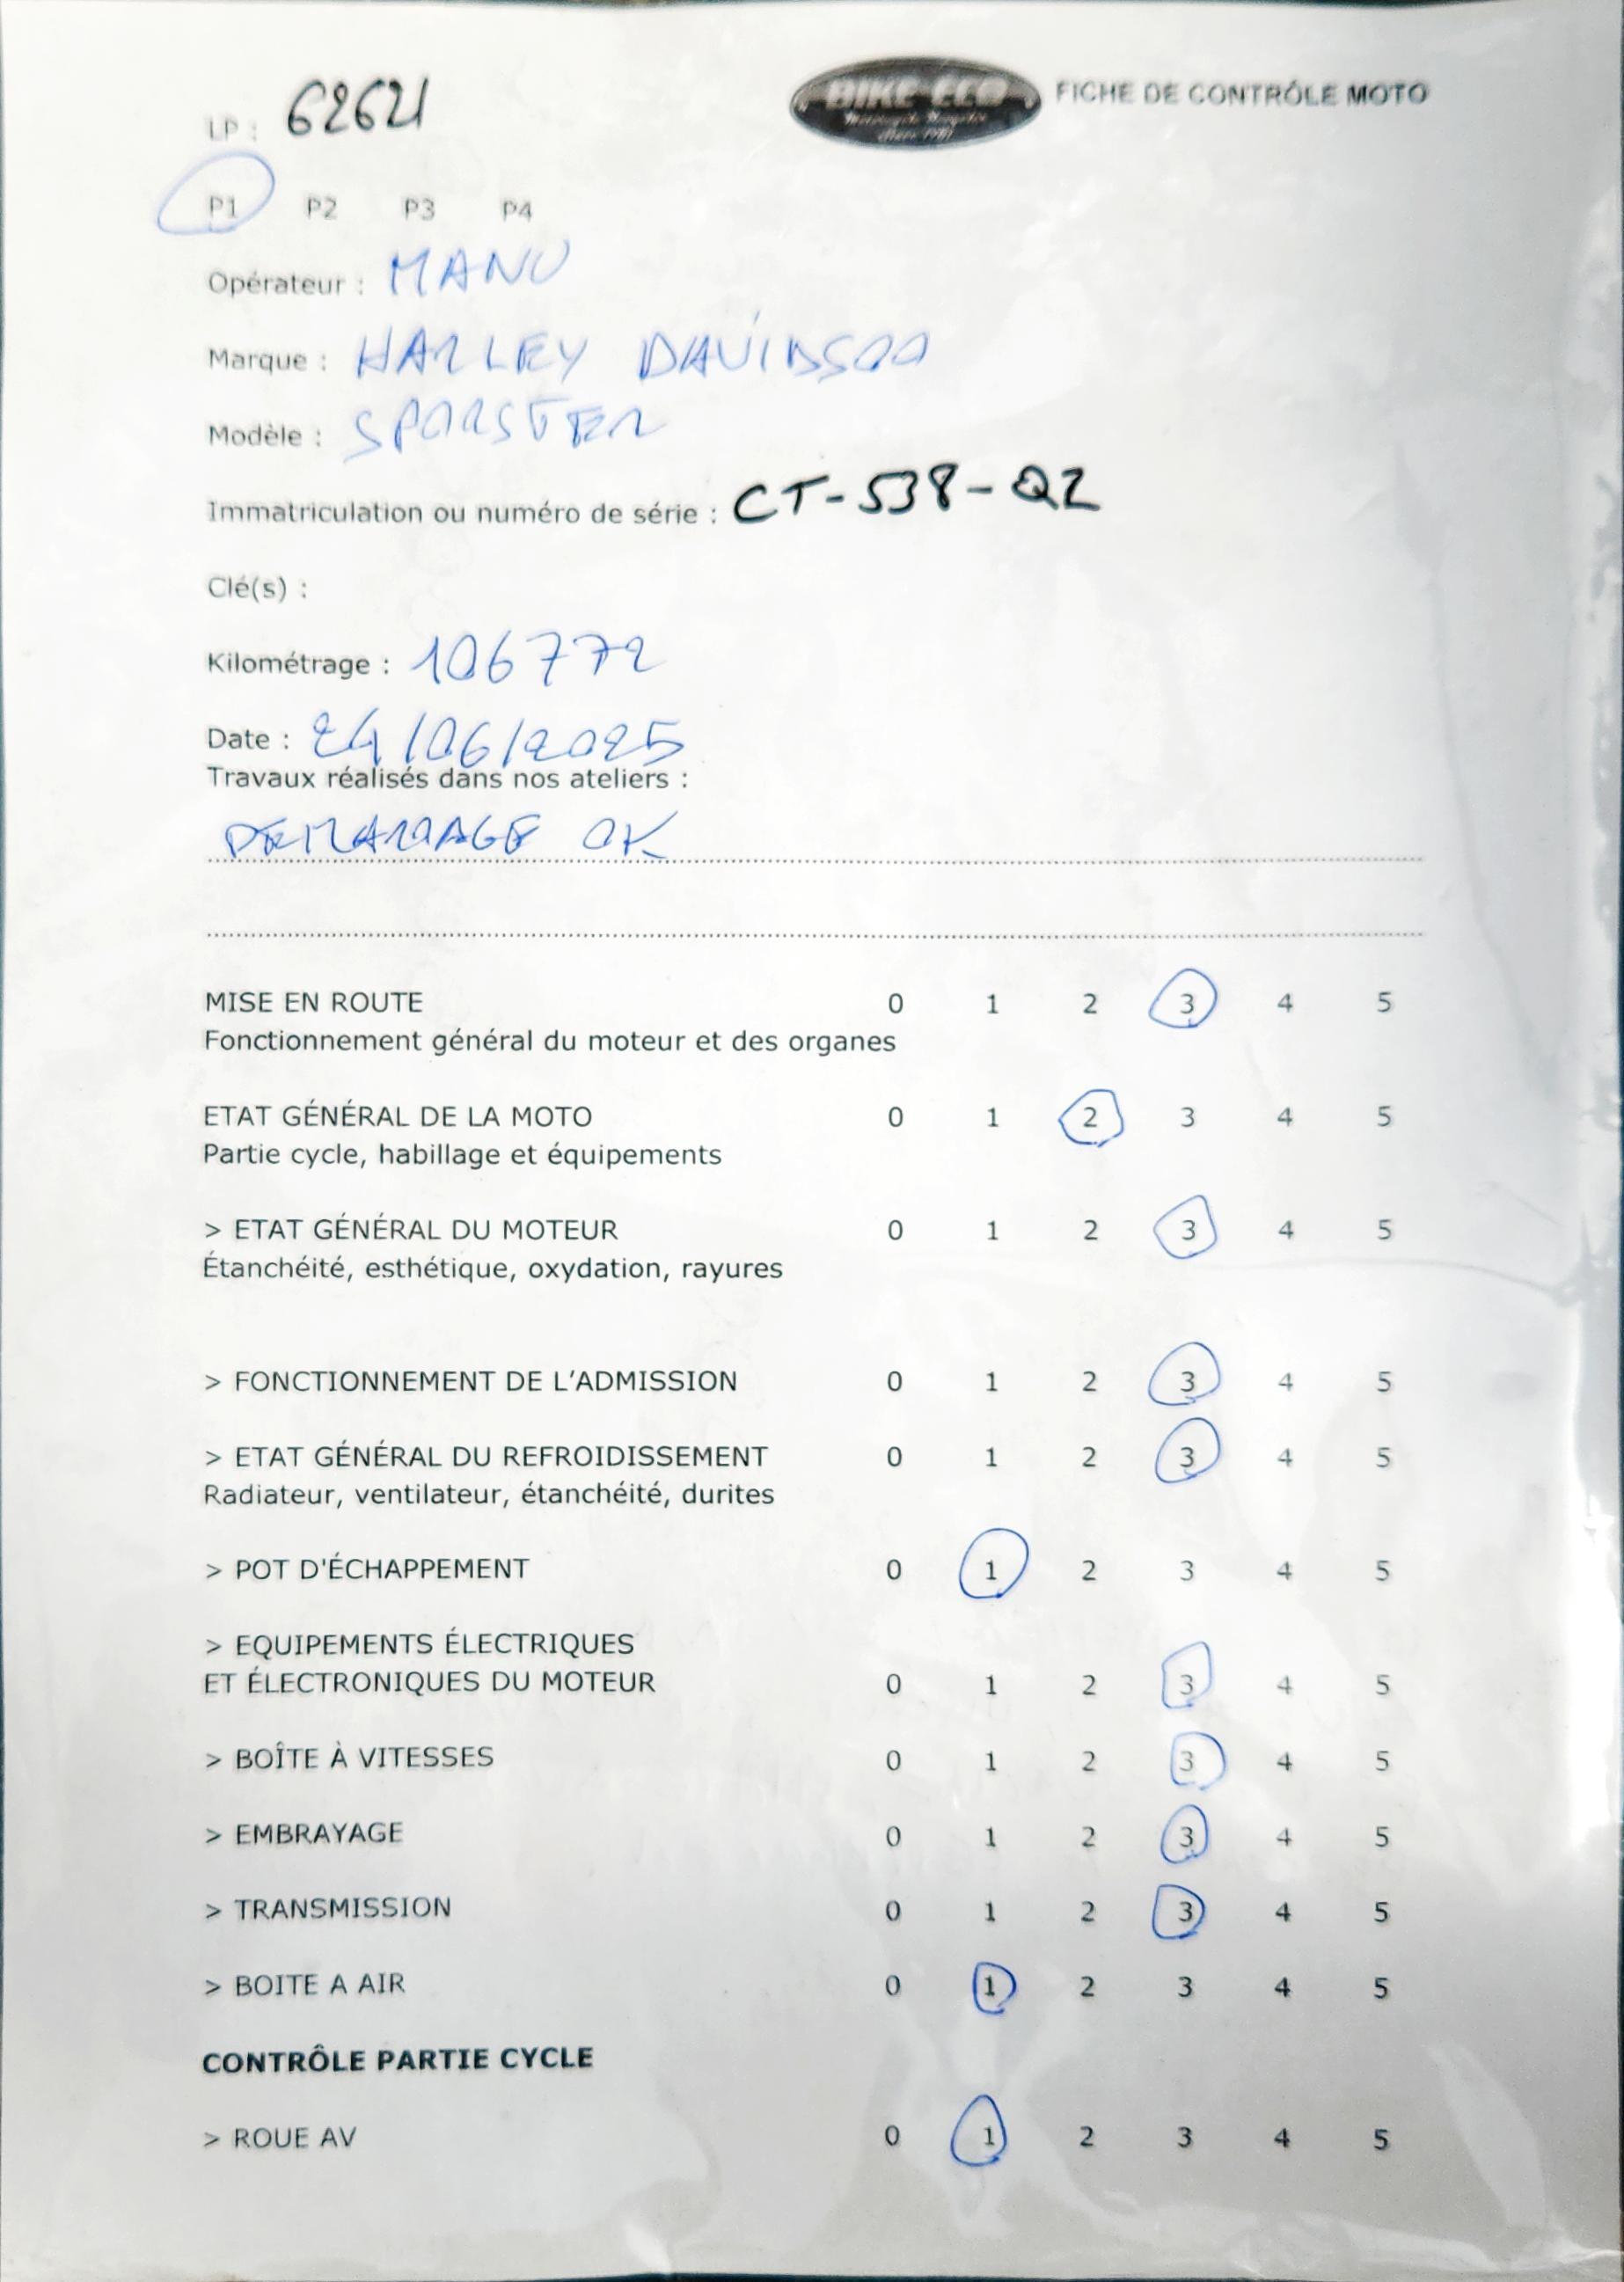 LP : 62621
BIKE ECO
FICHE DE CONTRÔLE MOTO
P1 P2 P3 P4
Opérateur : MANU
Marque : HARLEY DAVIDSON
Modèle : SPORSTER
Immatriculation ou numéro de série : CT-538-QZ
Clé(s) :
Kilométrage : 106772
Date : 24/06/2025
Travaux réalisés dans nos ateliers :
DEMARRAGE OK
MISE EN ROUTE 0 1 2 3 4 5
Fonctionnement général du moteur et des organes
ETAT GÉNÉRAL DE LA MOTO 0 1 2 3 4 5
Partie cycle, habillage et équipements
> ETAT GÉNÉRAL DU MOTEUR 0 1 2 3 4 5
Étanchéité, esthétique, oxydation, rayures
> FONCTIONNEMENT DE L'ADMISSION 0 1 2 3 4 5
> ETAT GÉNÉRAL DU REFROIDISSEMENT 0 1 2 3 4 5
Radiateur, ventilateur, étanchéité, durites
> POT D'ÉCHAPPEMENT 0 1 2 3 4 5
> EQUIPEMENTS ÉLECTRIQUES
ET ÉLECTRONIQUES DU MOTEUR 0 1 2 3 4 5
> BOÎTE À VITESSES 0 1 2 3 4 5
> EMBRAYAGE 0 1 2 3 4 5
> TRANSMISSION 0 1 2 3 4 5
> BOITE A AIR 0 1 2 3 4 5
CONTRÔLE PARTIE CYCLE
> ROUE AV 0 1 2 3 4 5